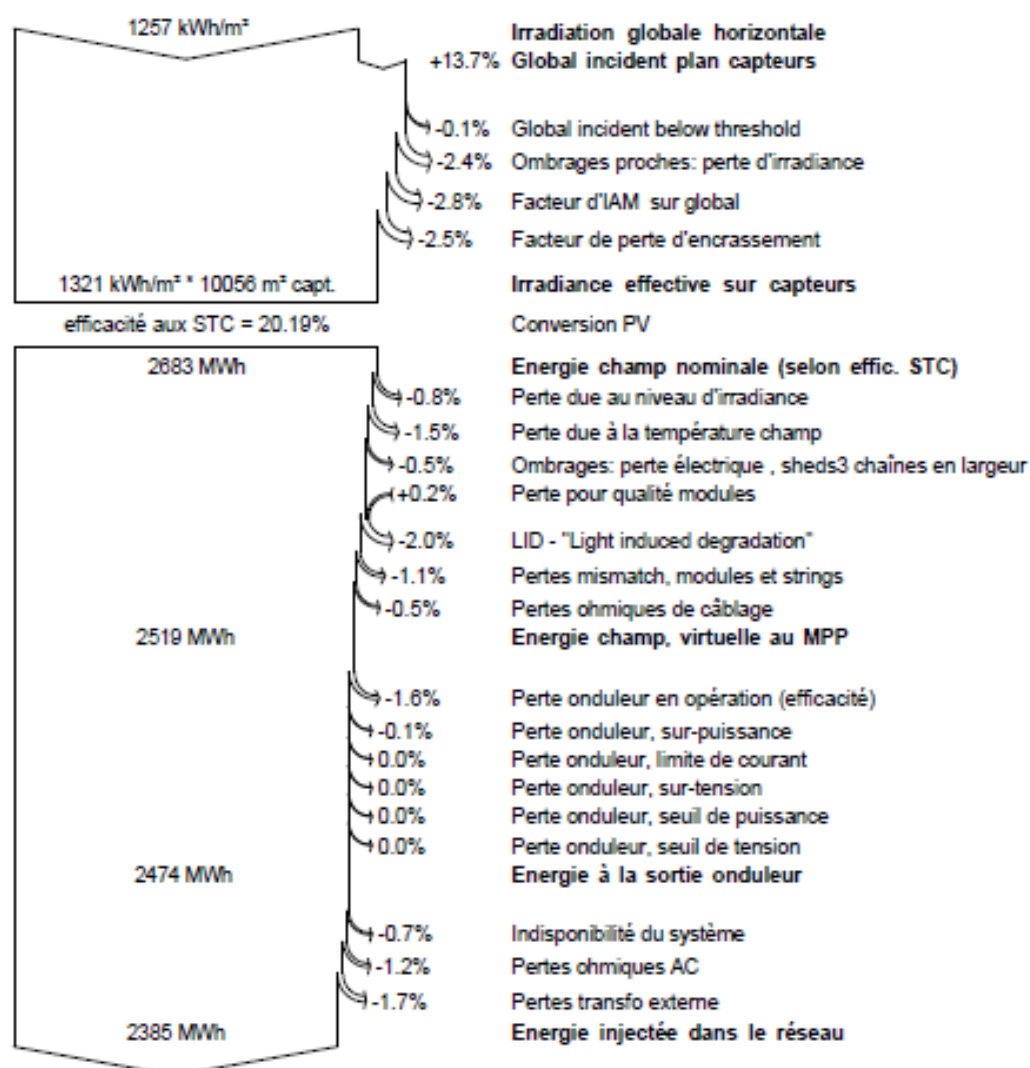 1257 kWh/m² Irradiation globale horizontale
+13.7% Global incident plan capteurs
-0.1% Global incident below threshold
-2.4% Ombrages proches: perte d'irradiance
-2.8% Facteur d'IAM sur global
-2.5% Facteur de perte d'encrassement
1321 kWh/m² * 10056 m² capt. Irradiance effective sur capteurs
efficacité aux STC = 20.19% Conversion PV
2683 MWh Energie champ nominale (selon effic. STC)
-0.8% Perte due au niveau d'irradiance
-1.5% Perte due à la température champ
-0.5% Ombrages: perte électrique , sheds3 chaînes en largeur
+0.2% Perte pour qualité modules
-2.0% LID - "Light induced degradation"
-1.1% Pertes mismatch, modules et strings
-0.5% Pertes ohmiques de câblage
2519 MWh Energie champ, virtuelle au MPP
-1.6% Perte onduleur en opération (efficacité)
-0.1% Perte onduleur, sur-puissance
0.0% Perte onduleur, limite de courant
0.0% Perte onduleur, sur-tension
0.0% Perte onduleur, seuil de puissance
0.0% Perte onduleur, seuil de tension
2474 MWh Energie à la sortie onduleur
-0.7% Indisponibilité du système
-1.2% Pertes ohmiques AC
-1.7% Pertes transfo externe
2385 MWh Energie injectée dans le réseau